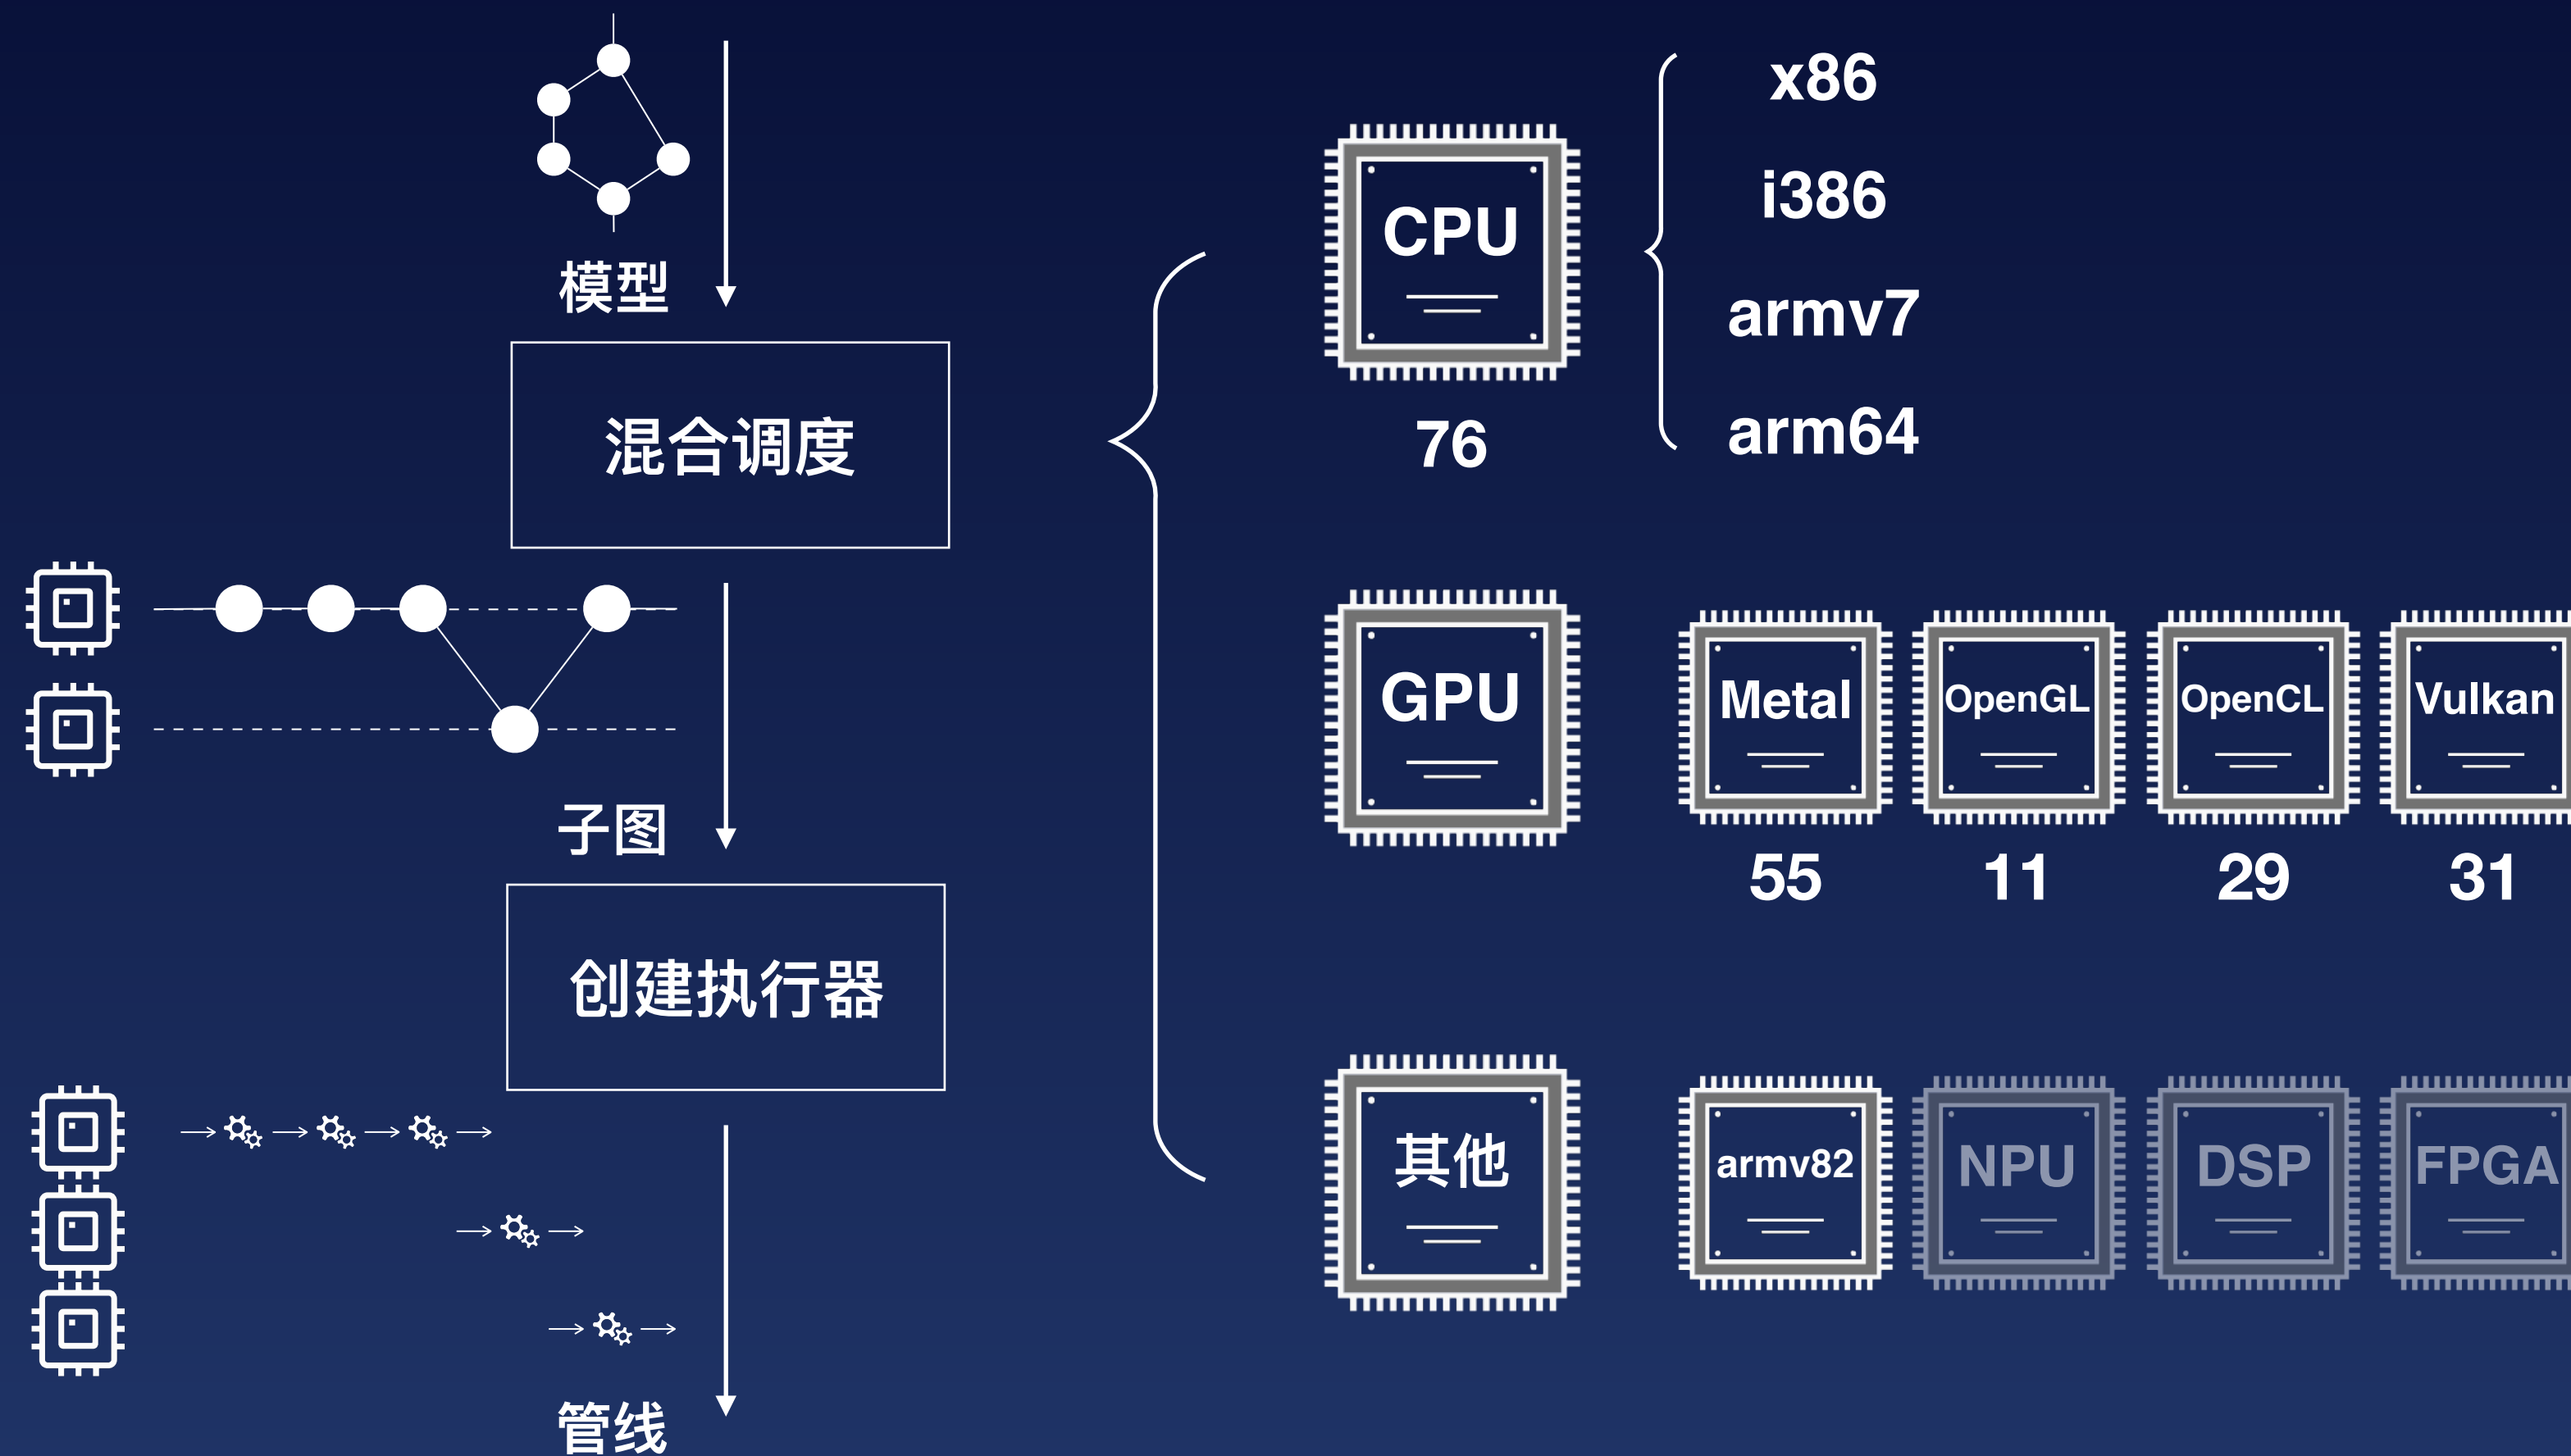 模型
混合调度
子图
创建执行器
管线
CPU
76
x86
i386
armv7
arm64
GPU
Metal
OpenGL
OpenCL
Vulkan
55
11
29
31
其他
armv82
NPU
DSP
FPGA